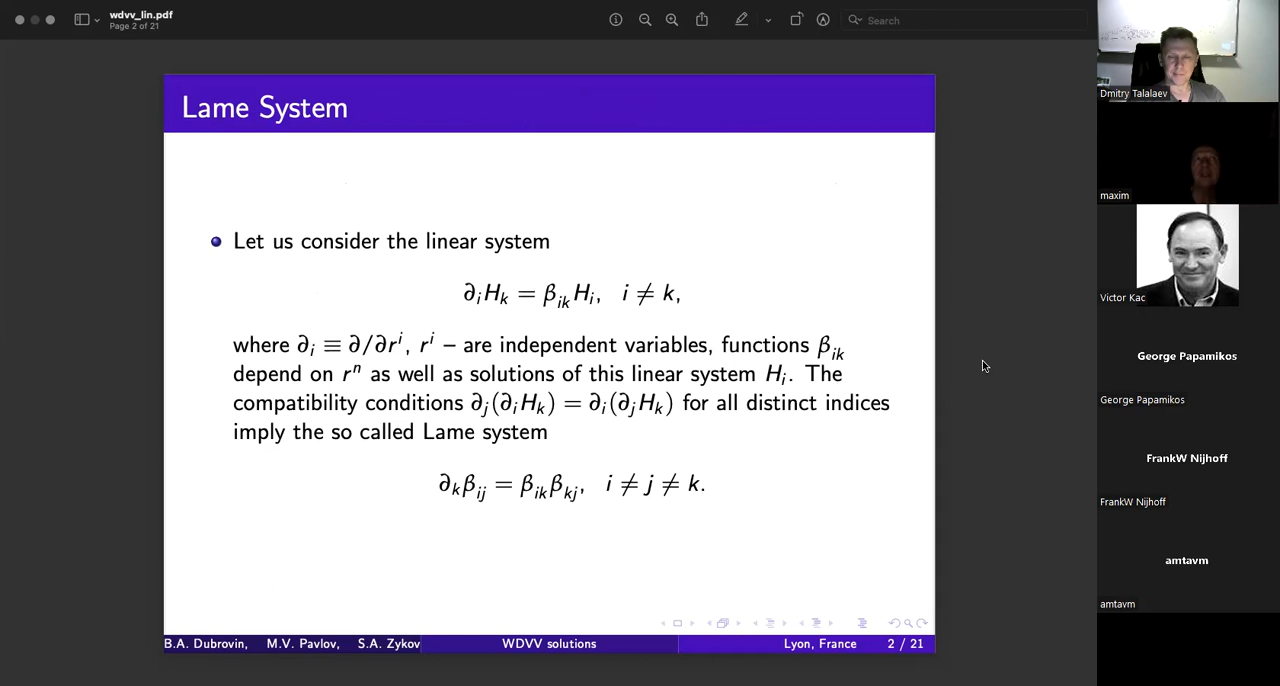 wdvv_lin.pdf
Page 2 of 21
Search
Lame System
Let us consider the linear system
∂ᵢHₖ = βᵢₖHᵢ, i ≠ k,
where ∂ᵢ ≡ ∂/∂rⁱ, rⁱ – are independent variables, functions βᵢₖ
depend on rⁿ as well as solutions of this linear system Hᵢ. The
compatibility conditions ∂ⱼ(∂ᵢHₖ) = ∂ᵢ(∂ⱼHₖ) for all distinct indices
imply the so called Lame system
∂ₖβᵢⱼ = βᵢₖβₖⱼ, i ≠ j ≠ k.
B.A. Dubrovin, M.V. Pavlov, S.A. Zykov
WDVV solutions
Lyon, France 2 / 21
Dmitry Talalaev
maxim
Victor Kac
George Papamikos
George Papamikos
FrankW Nijhoff
FrankW Nijhoff
amtavm
amtavm